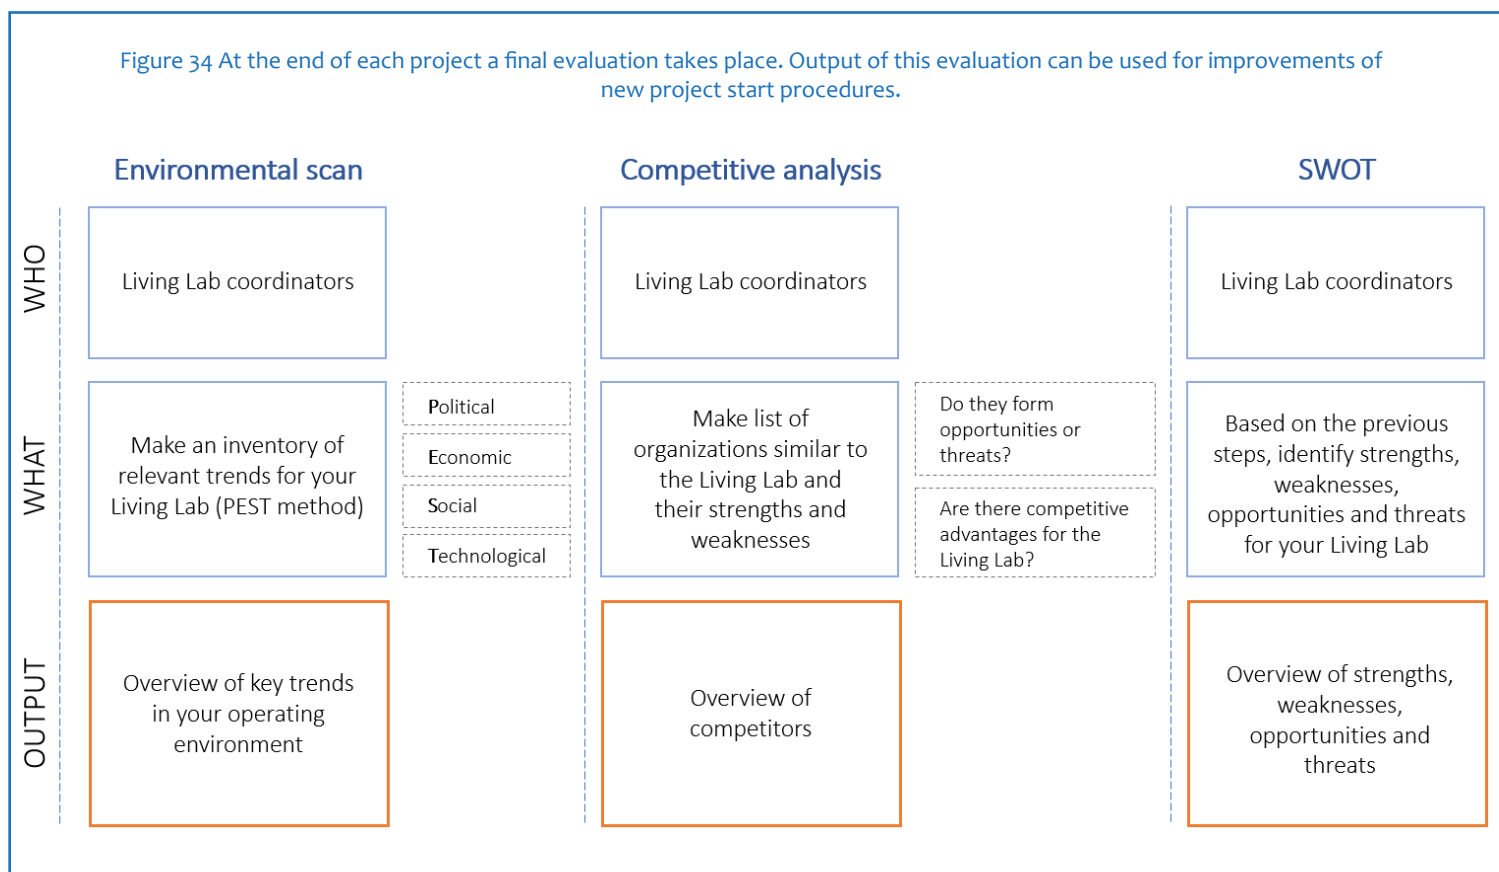 Figure 34 At the end of each project a final evaluation takes place. Output of this evaluation can be used for improvements of
new project start procedures.
Environmental scan
Competitive analysis
SWOT
WHO
Living Lab coordinators
Living Lab coordinators
Living Lab coordinators
WHAT
Make an inventory of
relevant trends for your
Living Lab (PEST method)
Political
Economic
Social
Technological
Make list of
organizations similar to
the Living Lab and
their strengths and
weaknesses
Do they form
opportunities or
threats?
Are there competitive
advantages for the
Living Lab?
Based on the previous
steps, identify strengths,
weaknesses,
opportunities and threats
for your Living Lab
OUTPUT
Overview of key trends
in your operating
environment
Overview of
competitors
Overview of strengths,
weaknesses,
opportunities and
threats